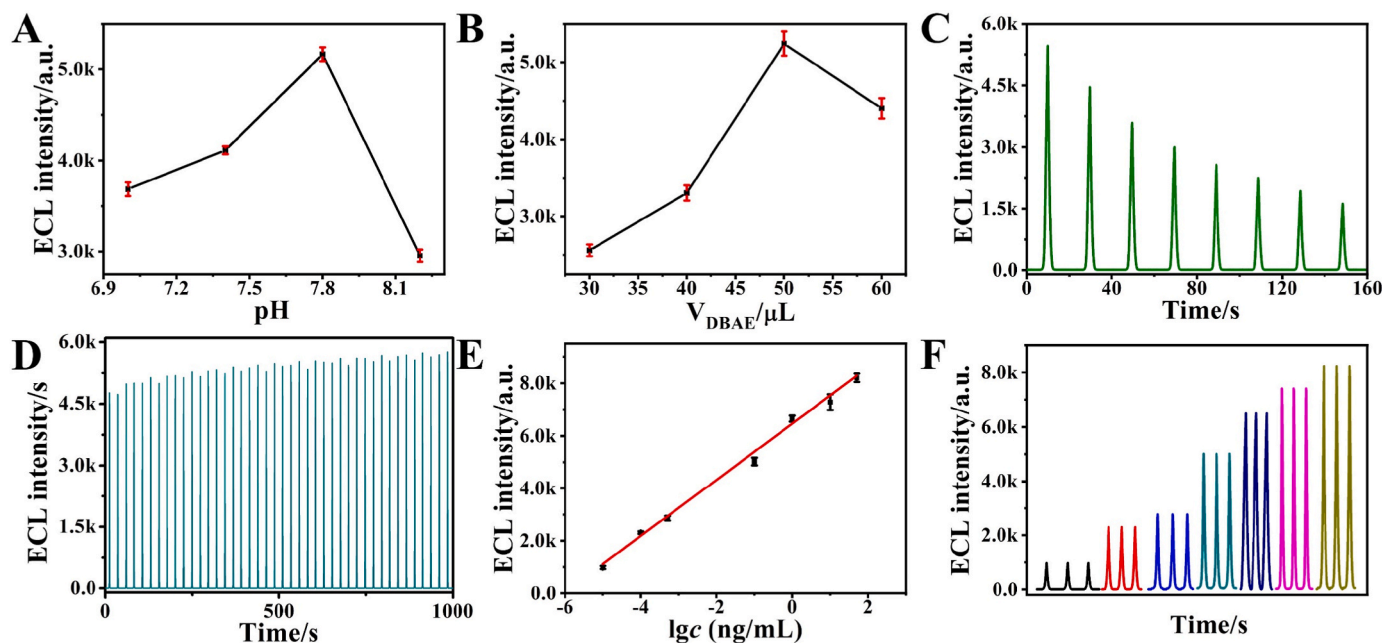 A
ECL intensity/a.u.
5.0k
4.0k
3.0k
6.9 7.2 7.5 7.8 8.1
pH
B
ECL intensity/a.u.
5.0k
4.0k
3.0k
30 35 40 45 50 55 60
V_DBAE/μL
C
ECL intensity/a.u.
6.0k
4.5k
3.0k
1.5k
0.0
0 40 80 120 160
Time/s
D
ECL intensity/s
6.0k
4.5k
3.0k
1.5k
0.0
0 500 1000
Time/s
E
ECL intensity/a.u.
8.0k
6.0k
4.0k
2.0k
0.0
-6 -4 -2 0 2
lgc (ng/mL)
F
ECL intensity/a.u.
8.0k
6.0k
4.0k
2.0k
0.0
Time/s